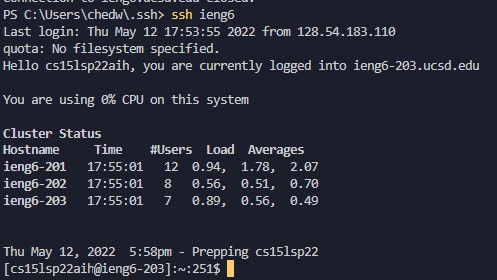 PS C:\Users\chedw\.ssh> ssh ieng6
Last login: Thu May 12 17:53:55 2022 from 128.54.183.110
quota: No filesystem specified.
Hello cs15lsp22aih, you are currently logged into ieng6-203.ucsd.edu
You are using 0% CPU on this system
Cluster Status
Hostname Time #Users Load Averages
ieng6-201 17:55:01 12 0.94, 1.78, 2.07
ieng6-202 17:55:01 8 0.56, 0.51, 0.70
ieng6-203 17:55:01 7 0.89, 0.56, 0.49
Thu May 12, 2022 5:58pm - Prepping cs15lsp22
[cs15lsp22aih@ieng6-203]:~:251$